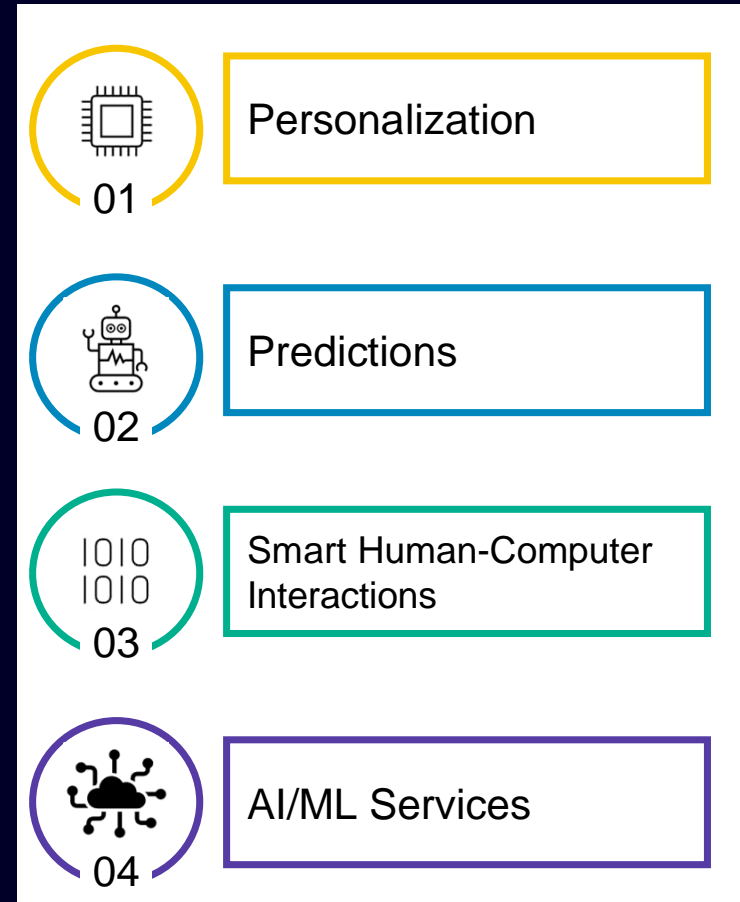 Personalization
01
Predictions
02
1010
1010
Smart Human-Computer
Interactions
03
AI/ML Services
04